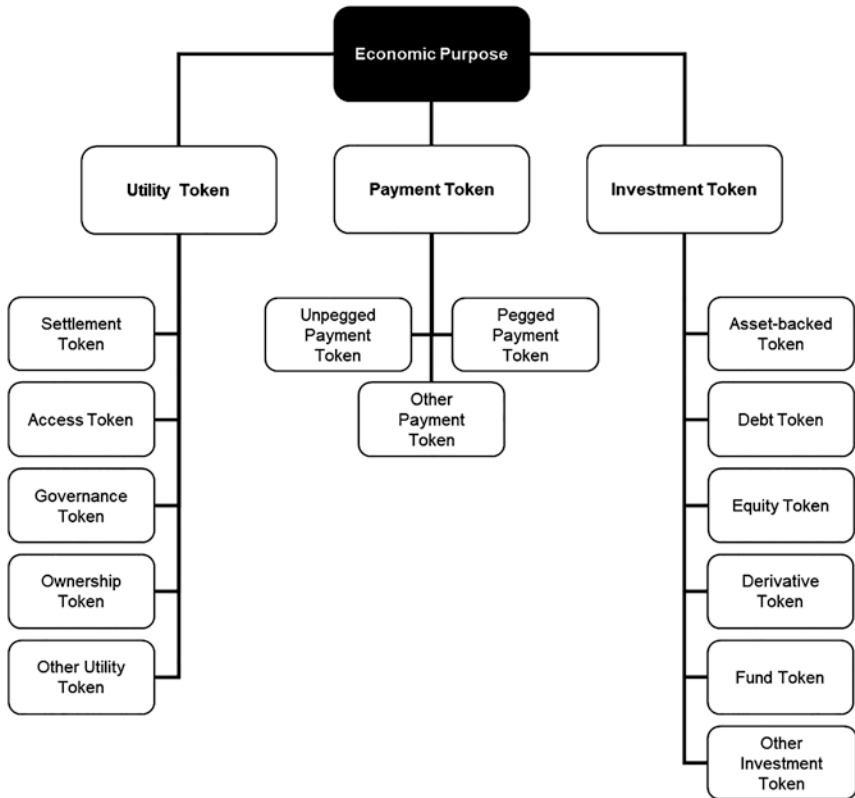 Economic Purpose
Utility Token
Payment Token
Investment Token
Settlement
Token
Access Token
Governance
Token
Ownership
Token
Other Utility
Token
Unpegged
Payment
Token
Pegged
Payment
Token
Other
Payment
Token
Asset-backed
Token
Debt Token
Equity Token
Derivative
Token
Fund Token
Other
Investment
Token